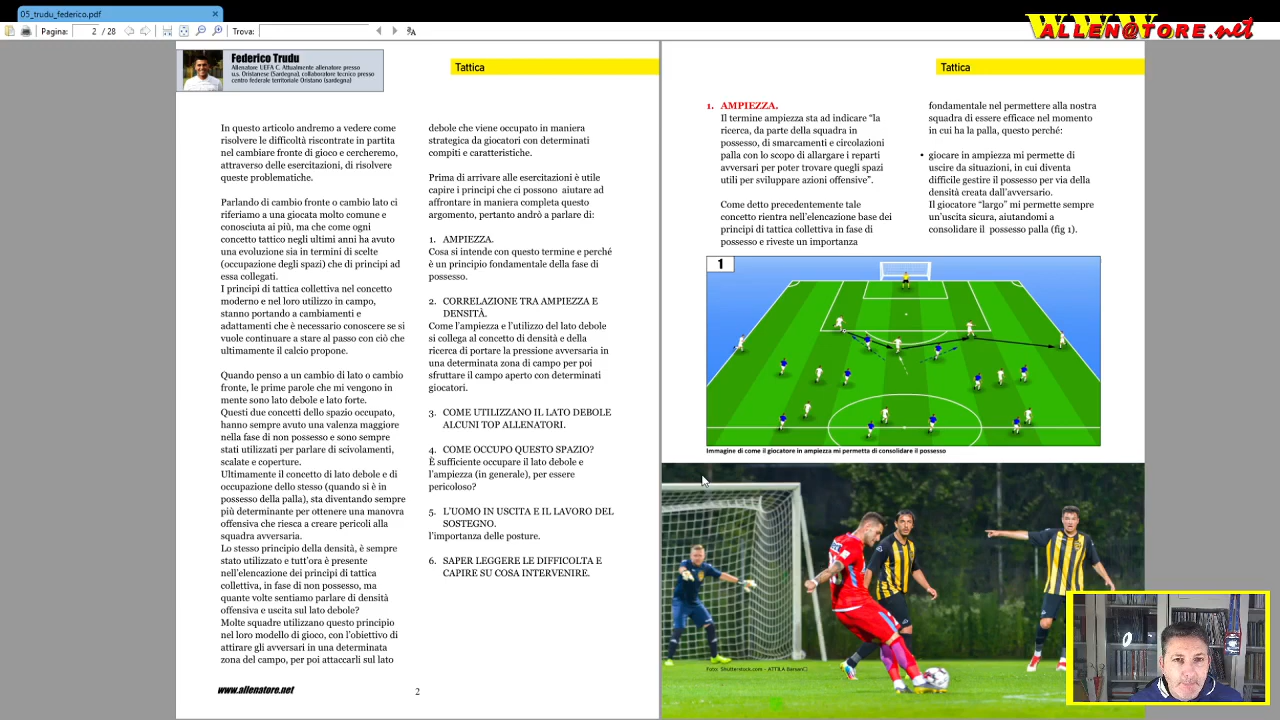 05_trudu_federico.pdf
×
Pagina: 2 / 28 Trova:
WWW
ALLEN@TORE.net
Federico Trudu
Allenatore UEFA C. Attualmente allenatore presso
u.s. Oristanese (Sardegna), collaboratore tecnico presso
centro federale territoriale Oristano (sardegna)
Tattica
In questo articolo andremo a vedere come
risolvere le difficoltà riscontrate in partita
nel cambiare fronte di gioco e cercheremo,
attraverso delle esercitazioni, di risolvere
queste problematiche.
Parlando di cambio fronte o cambio lato ci
riferiamo a una giocata molto comune e
conosciuta ai più, ma che come ogni
concetto tattico negli ultimi anni ha avuto
una evoluzione sia in termini di scelte
(occupazione degli spazi) che di principi ad
essa collegati.
I principi di tattica collettiva nel concetto
moderno e nel loro utilizzo in campo,
stanno portando a cambiamenti e
adattamenti che è necessario conoscere se si
vuole continuare a stare al passo con ciò che
ultimamente il calcio propone.
Quando penso a un cambio di lato o cambio
fronte, le prime parole che mi vengono in
mente sono lato debole e lato forte.
Questi due concetti dello spazio occupato,
hanno sempre avuto una valenza maggiore
nella fase di non possesso e sono sempre
stati utilizzati per parlare di scivolamenti,
scalate e coperture.
Ultimamente il concetto di lato debole e di
occupazione dello stesso (quando si è in
possesso della palla), sta diventando sempre
più determinante per ottenere una manovra
offensiva che riesca a creare pericoli alla
squadra avversaria.
Lo stesso principio della densità, è sempre
stato utilizzato e tutt'ora è presente
nell'elencazione dei principi di tattica
collettiva, in fase di non possesso, ma
quante volte sentiamo parlare di densità
offensiva e uscita sul lato debole?
Molte squadre utilizzano questo principio
nel loro modello di gioco, con l'obiettivo di
attirare gli avversari in una determinata
zona del campo, per poi attaccarli sul lato
debole che viene occupato in maniera
strategica da giocatori con determinati
compiti e caratteristiche.
Prima di arrivare alle esercitazioni è utile
capire i principi che ci possono aiutare ad
affrontare in maniera completa questo
argomento, pertanto andrò a parlare di:
1. AMPIEZZA.
Cosa si intende con questo termine e perché
è un principio fondamentale della fase di
possesso.
2. CORRELAZIONE TRA AMPIEZZA E
DENSITÀ.
Come l'ampiezza e l'utilizzo del lato debole
si collega al concetto di densità e della
ricerca di portare la pressione avversaria in
una determinata zona di campo per poi
sfruttare il campo aperto con determinati
giocatori.
3. COME UTILIZZANO IL LATO DEBOLE
ALCUNI TOP ALLENATORI.
4. COME OCCUPO QUESTO SPAZIO?
È sufficiente occupare il lato debole e
l'ampiezza (in generale), per essere
pericoloso?
5. L'UOMO IN USCITA E IL LAVORO DEL
SOSTEGNO.
l'importanza delle posture.
6. SAPER LEGGERE LE DIFFICOLTA E
CAPIRE SU COSA INTERVENIRE.
www.allenatore.net
2
Tattica
1. AMPIEZZA.
Il termine ampiezza sta ad indicare "la
ricerca, da parte della squadra in
possesso, di smarcamenti e circolazioni
palla con lo scopo di allargare i reparti
avversari per poter trovare quegli spazi
utili per sviluppare azioni offensive".
Come detto precedentemente tale
concetto rientra nell'elencazione base dei
principi di tattica collettiva in fase di
possesso e riveste un importanza
fondamentale nel permettere alla nostra
squadra di essere efficace nel momento
in cui ha la palla, questo perché:
• giocare in ampiezza mi permette di
uscire da situazioni, in cui diventa
difficile gestire il possesso per via della
densità creata dall'avversario.
Il giocatore "largo" mi permette sempre
un'uscita sicura, aiutandomi a
consolidare il possesso palla (fig 1).
1
Immagine di come il giocatore in ampiezza mi permetta di consolidare il possesso
Foto: Shutterstock.com - ATTILA